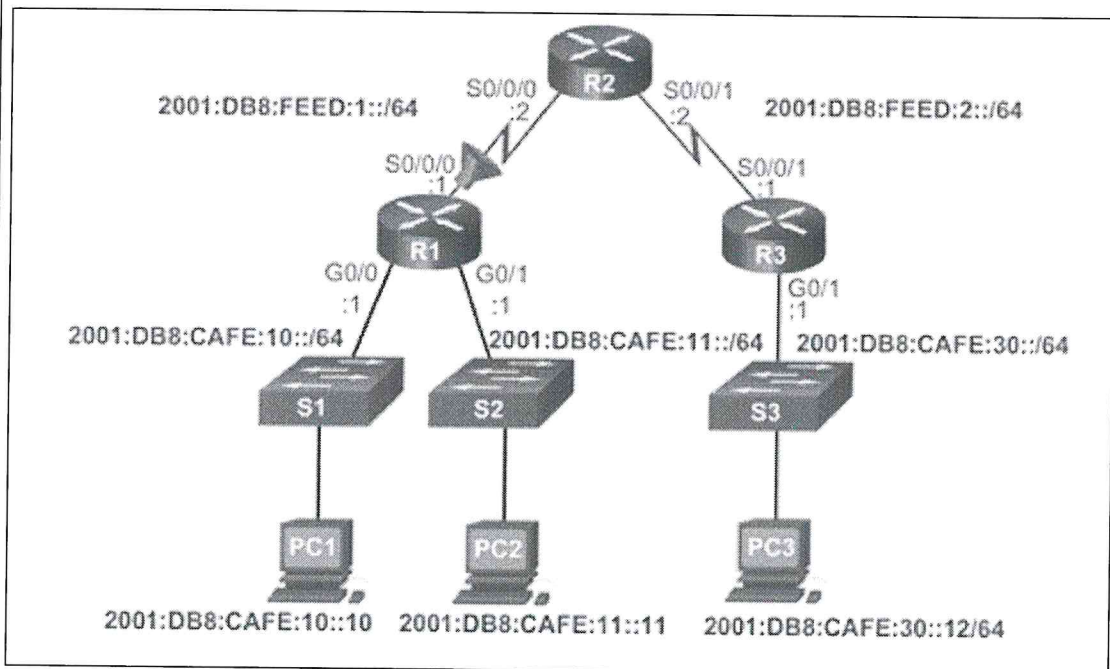 R2
S0/0/0
:2
S0/0/1
:2
2001:DB8:FEED:1::/64
2001:DB8:FEED:2::/64
S0/0/0
:1
S0/0/1
:1
R1
R3
G0/0
:1
G0/1
:1
G0/1
:1
2001:DB8:CAFE:10::/64
2001:DB8:CAFE:11::/64
2001:DB8:CAFE:30::/64
S1
S2
S3
PC1
PC2
PC3
2001:DB8:CAFE:10::10
2001:DB8:CAFE:11::11
2001:DB8:CAFE:30::12/64